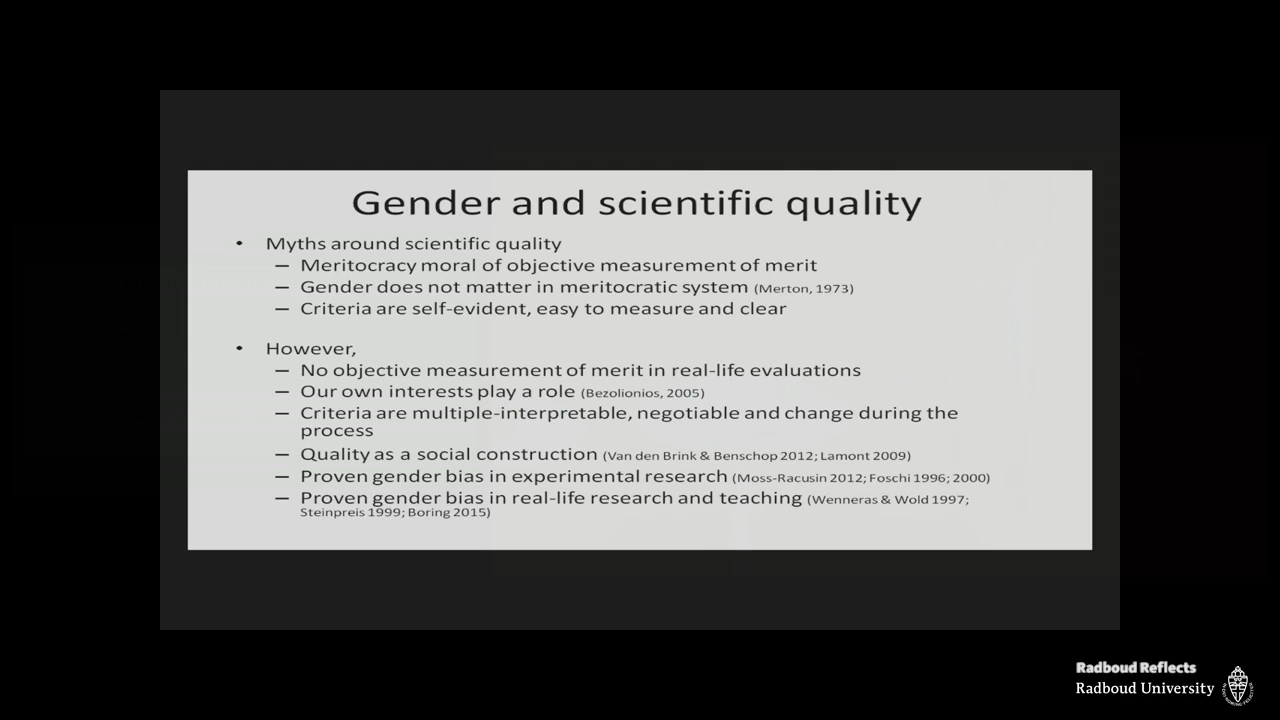 Gender and scientific quality
• Myths around scientific quality
– Meritocracy moral of objective measurement of merit
– Gender does not matter in meritocratic system (Merton, 1973)
– Criteria are self-evident, easy to measure and clear
• However,
– No objective measurement of merit in real-life evaluations
– Our own interests play a role (Bezolionios, 2005)
– Criteria are multiple-interpretable, negotiable and change during the
process
– Quality as a social construction (Van den Brink & Benschop 2012; Lamont 2009)
– Proven gender bias in experimental research (Moss-Racusin 2012; Foschi 1996; 2000)
– Proven gender bias in real-life research and teaching (Wenneras & Wold 1997;
Steinpreis 1999; Boring 2015)
Radboud Reflects
Radboud University